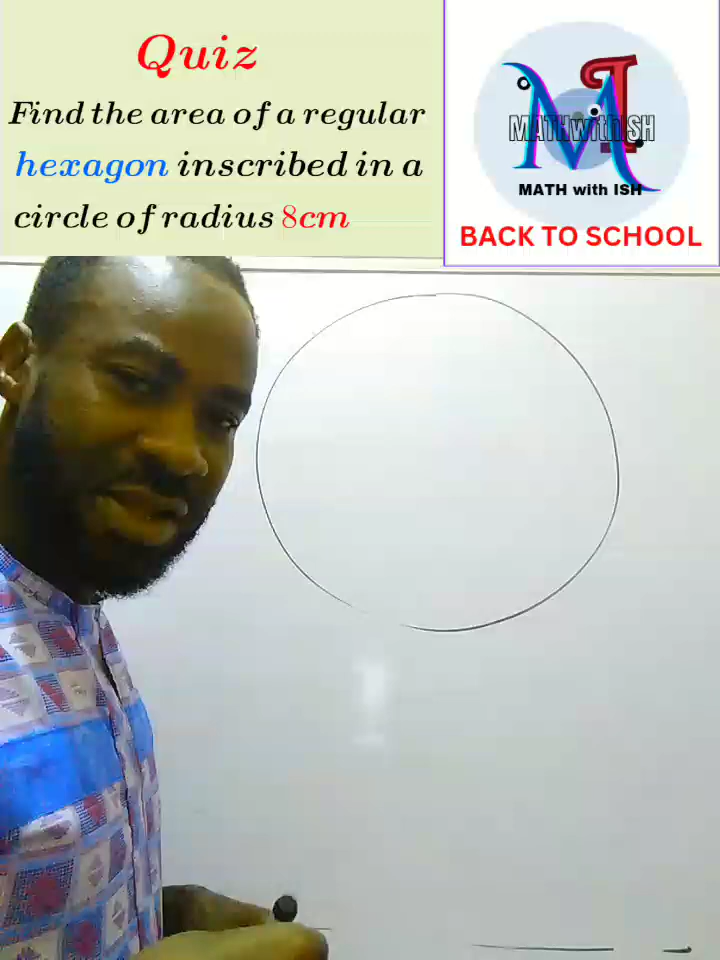 Quiz
Find the area of a regular
hexagon inscribed in a
circle of radius 8cm
MATHwithISH
MATH with ISH
BACK TO SCHOOL